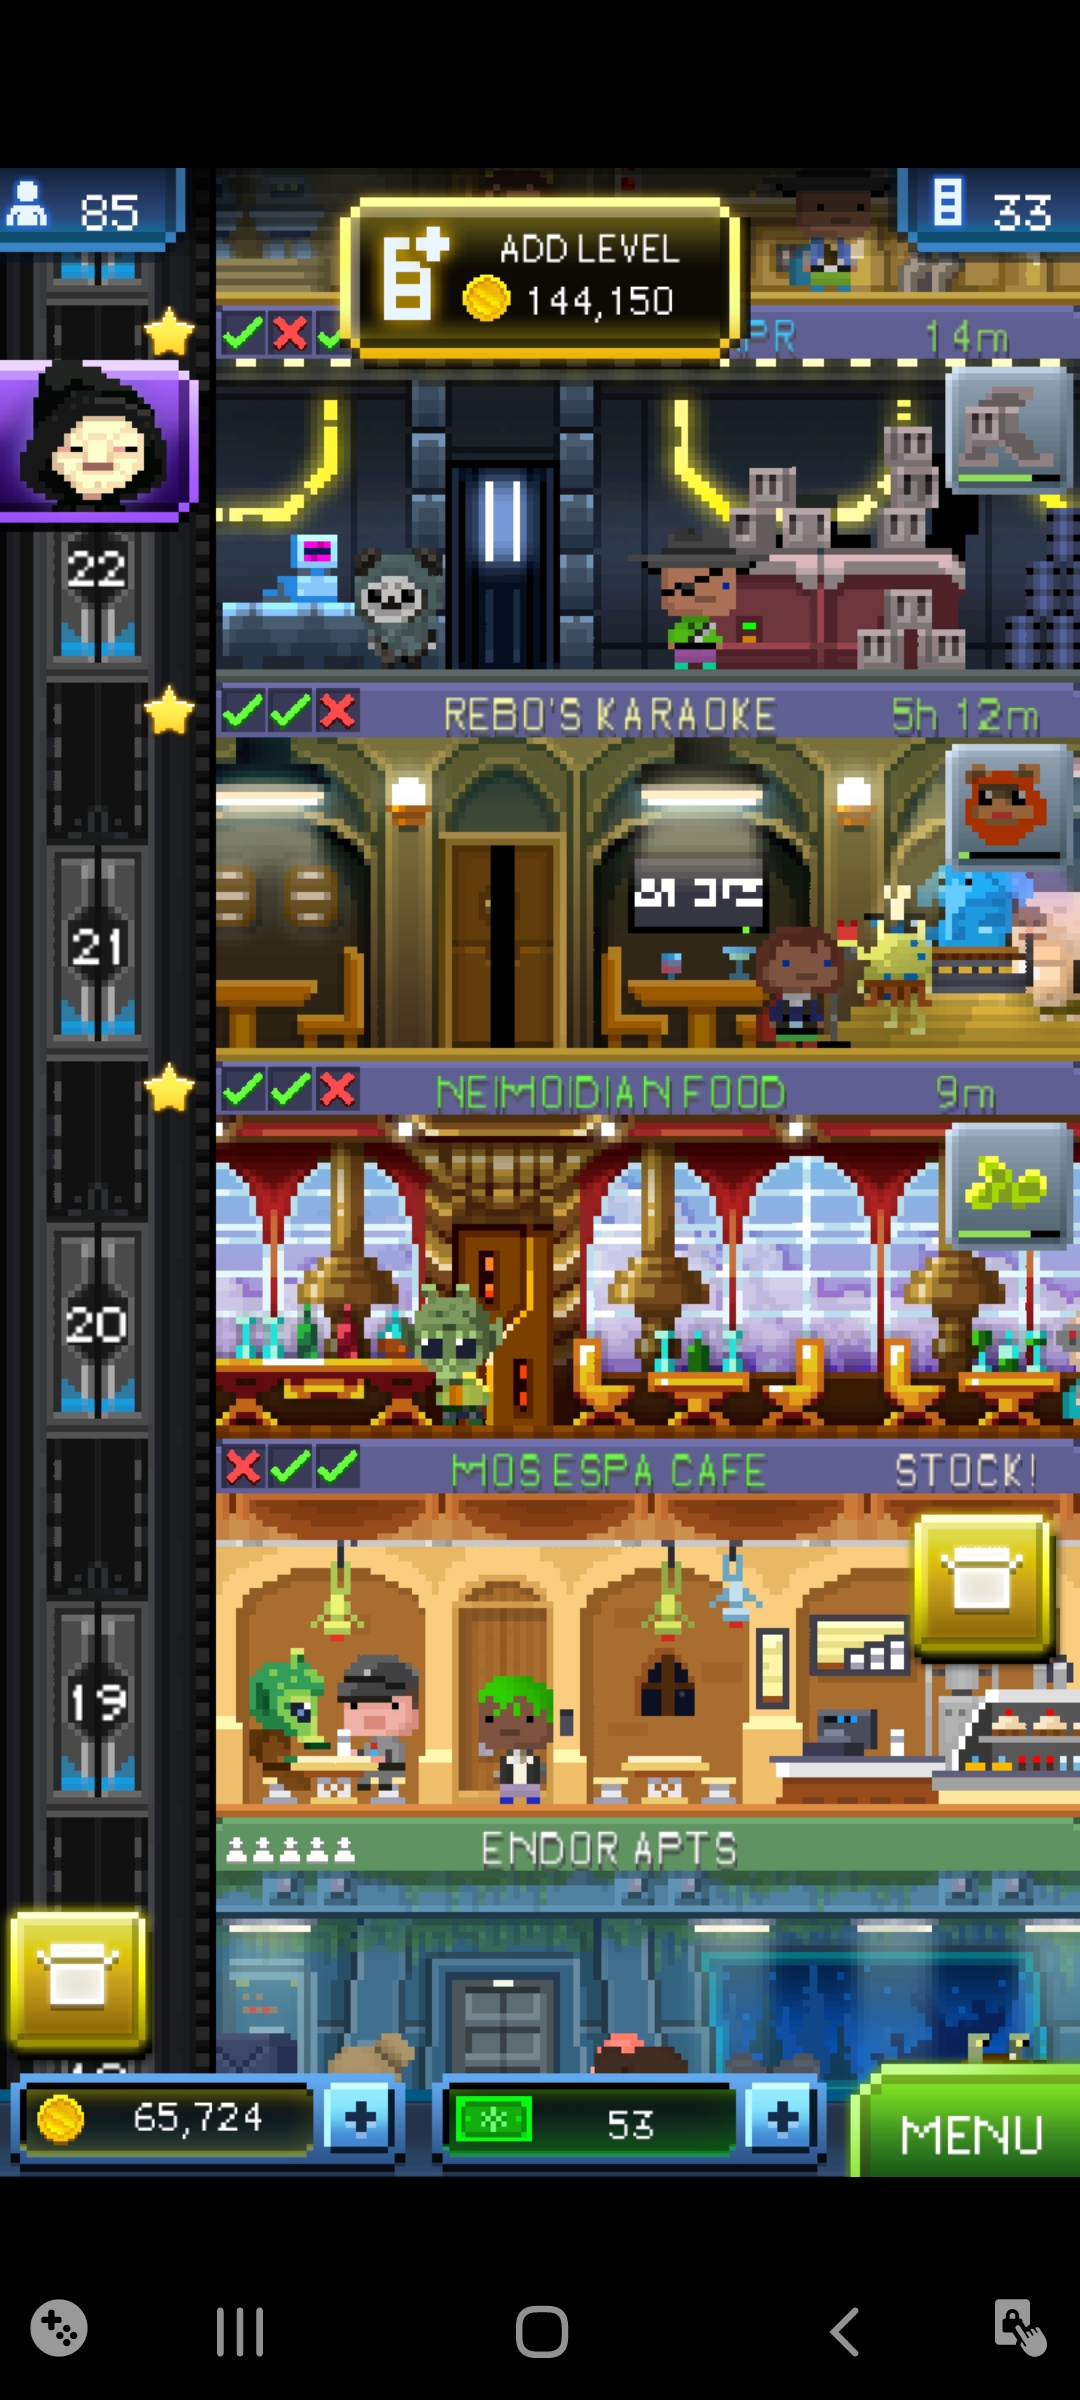 85
ADD LEVEL
144,150
33
14m
22
REBO'S KARAOKE
5h 12m
21
NEIMOIDIAN FOOD
9m
20
MOS ESPA CAFE
STOCK!
19
ENDOR APTS
65,724
53
MENU